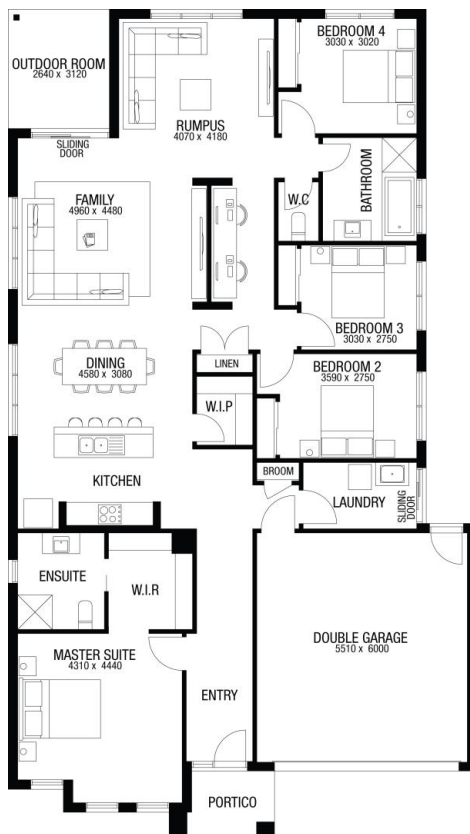 BEDROOM 4
3030 x 3020
OUTDOOR ROOM
2640 x 3120
RUMPUS
4070 x 4180
SLIDING
DOOR
BATHROOM
W.C
FAMILY
4960 x 4480
BEDROOM 3
3030 x 2750
LINEN
DINING
4580 x 3080
BEDROOM 2
3590 x 2750
W.I.P
KITCHEN
BROOM
LAUNDRY
SLIDING
DOOR
ENSUITE
W.I.R
MASTER SUITE
4310 x 4440
DOUBLE GARAGE
5510 x 6000
ENTRY
PORTICO